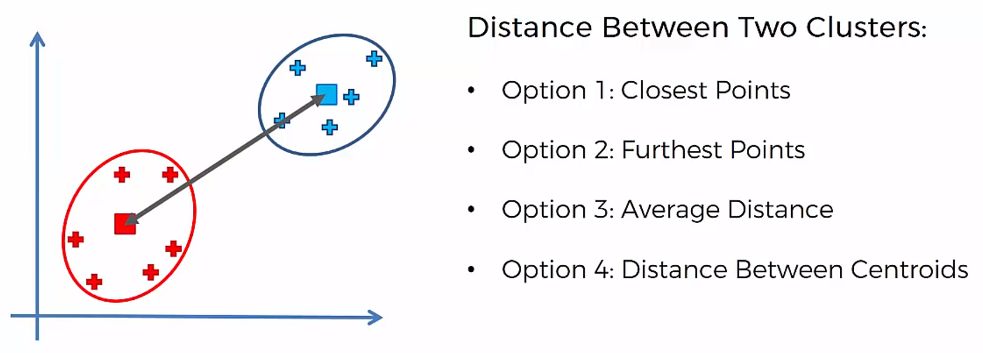 Distance Between Two Clusters:
• Option 1: Closest Points
• Option 2: Furthest Points
• Option 3: Average Distance
• Option 4: Distance Between Centroids